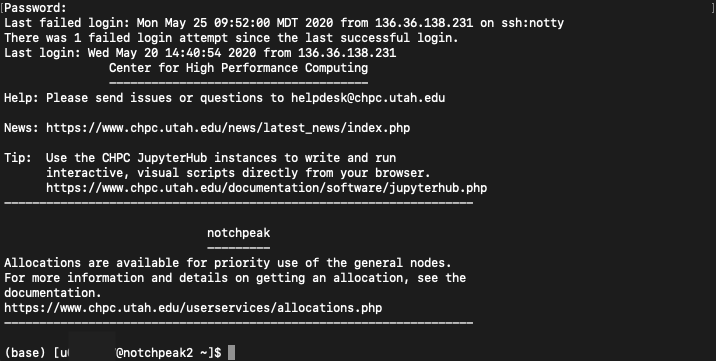 [Password: ]
Last failed login: Mon May 25 09:52:00 MDT 2020 from 136.36.138.231 on ssh:notty
There was 1 failed login attempt since the last successful login.
Last login: Wed May 20 14:40:54 2020 from 136.36.138.231
Center for High Performance Computing
-------------------------------------
Help: Please send issues or questions to helpdesk@chpc.utah.edu
News: https://www.chpc.utah.edu/news/latest_news/index.php
Tip: Use the CHPC JupyterHub instances to write and run
interactive, visual scripts directly from your browser.
https://www.chpc.utah.edu/documentation/software/jupyterhub.php
-------------------------------------------------------------------
notchpeak
---------
Allocations are available for priority use of the general nodes.
For more information and details on getting an allocation, see the
documentation.
https://www.chpc.utah.edu/userservices/allocations.php
-------------------------------------------------------------------
(base) [u @notchpeak2 ~]$